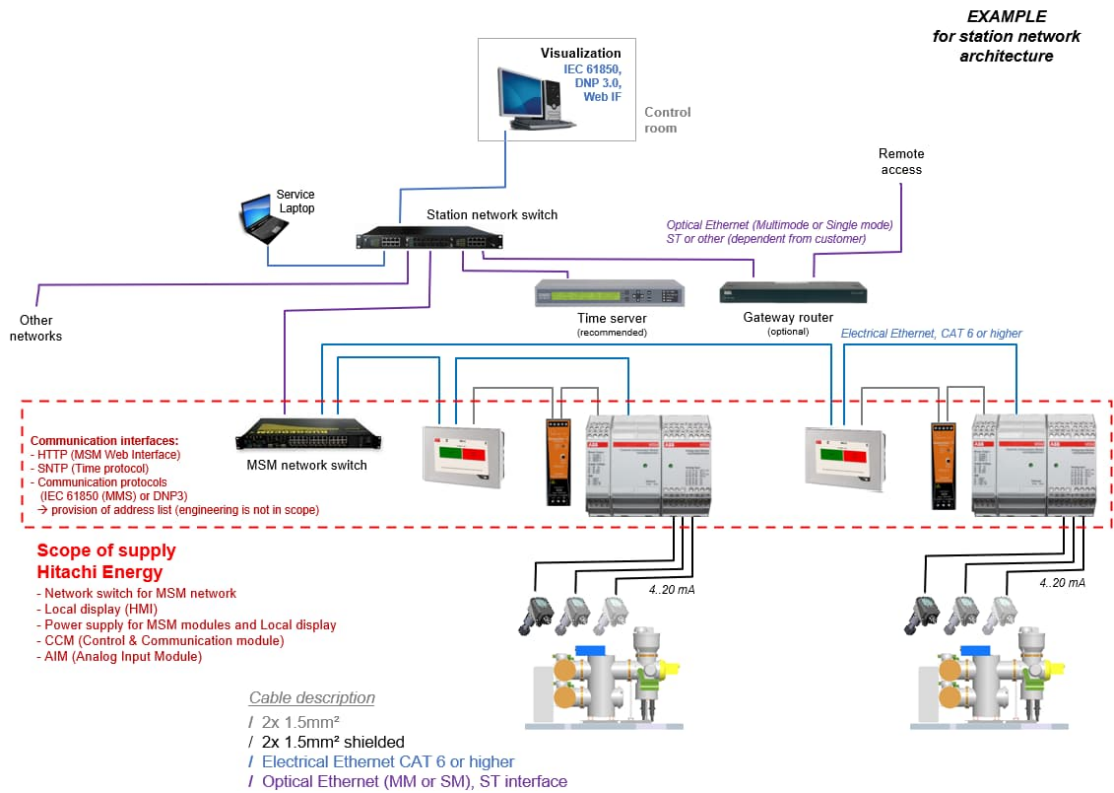 EXAMPLE
for station network
architecture
Visualization
IEC 61850,
DNP 3.0,
Web IF
Control
room
Remote
access
Service
Laptop
Station network switch
Optical Ethernet (Multimode or Single mode)
ST or other (dependent from customer)
Other
networks
Time server
(recommended)
Gateway router
(optional)
Electrical Ethernet, CAT 6 or higher
Communication interfaces:
- HTTP (MSM Web Interface)
- SNTP (Time protocol)
- Communication protocols
(IEC 61850 (MMS) or DNP3)
→ provision of address list (engineering is not in scope)
MSM network switch
ABB
ABB
ABB
ABB
Scope of supply
Hitachi Energy
- Network switch for MSM network
- Local display (HMI)
- Power supply for MSM modules and Local display
- CCM (Control & Communication module)
- AIM (Analog Input Module)
4..20 mA
4..20 mA
Cable description
/ 2x 1.5mm²
/ 2x 1.5mm² shielded
/ Electrical Ethernet CAT 6 or higher
/ Optical Ethernet (MM or SM), ST interface